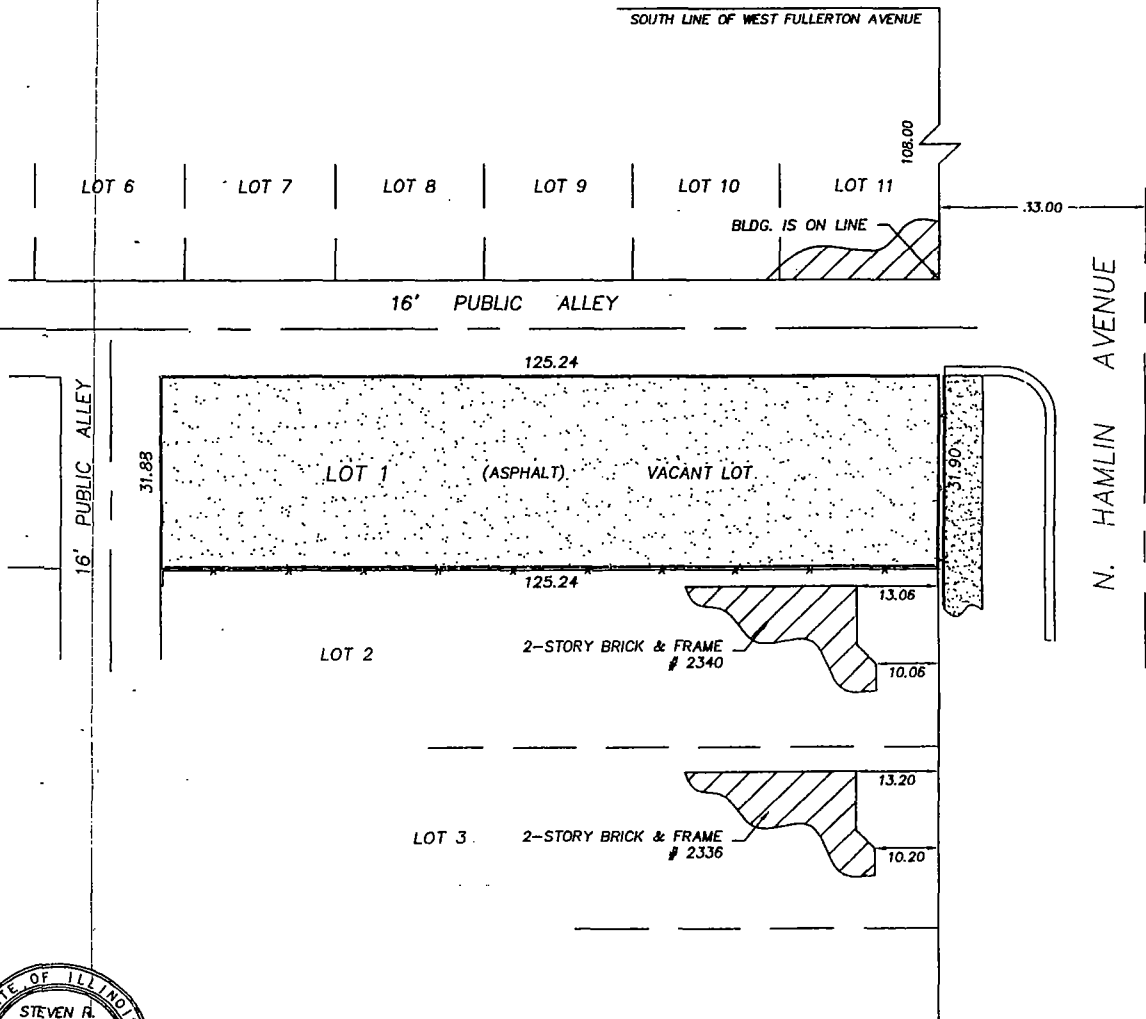 SOUTH LINE OF WEST FULLERTON AVENUE
108.00
LOT 6 LOT 7 LOT 8 LOT 9 LOT 10 LOT 11
33.00
BLDG. IS ON LINE
16' PUBLIC ALLEY
N. HAMLIN AVENUE
125.24
16' PUBLIC ALLEY
31.88
LOT 1 (ASPHALT) VACANT LOT
31.90
125.24
13.06
2-STORY BRICK & FRAME
# 2340
LOT 2
10.06
13.20
LOT 3 2-STORY BRICK & FRAME
# 2336
10.20
OF ILLINOI
STEVEN R.